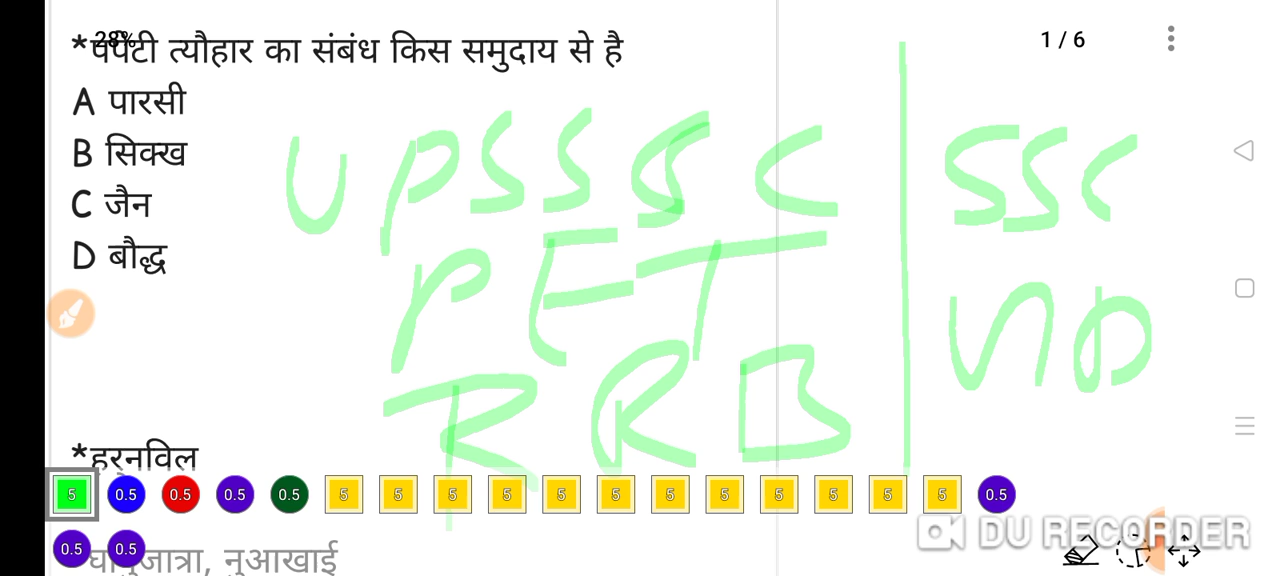 *पपेटी त्यौहार का संबंध किस समुदाय से है
28%
1 / 6
A पारसी
B सिक्ख
C जैन
D बौद्ध
UPSSSC
SSC
PET
RRB
*हरनविल
5 0.5 0.5 0.5 0.5 5 5 5 5 5 5 5 5 5 5 5 5 0.5
DU RECORDER
0.5 0.5
नुआखाई